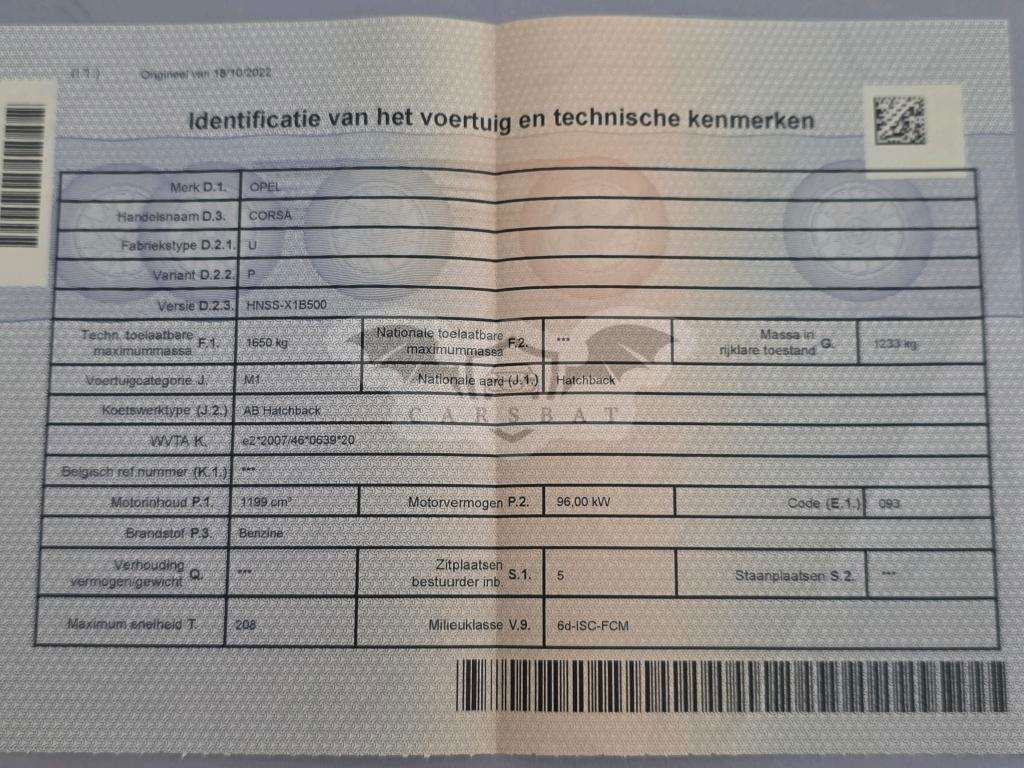 (I.1.) Origineel van 18/10/2022
Identificatie van het voertuig en technische kenmerken
Merk D.1. OPEL
Handelsnaam D.3. CORSA
Fabriekstype D.2.1. U
Variant D.2.2. P
Versie D.2.3. HNSS-X1B500
Techn. toelaatbare maximummassa F.1. 1650 kg Nationale toelaatbare maximummassa F.2. *** Massa in rijklare toestand G. 1233 kg
Voertuigcategorie J. M1 Nationale aard (J.1.) Hatchback
Koetswerktype (J.2.) AB Hatchback
CARSBAT
WVTA K. e2*2007/46*0639*20
Belgisch ref.nummer (K.1.) ***
Motorinhoud P.1. 1199 cm³ Motorvermogen P.2. 96,00 kW Code (E.1.) 093
Brandstof P.3. Benzine
Verhouding vermogen/gewicht Q. *** Zitplaatsen bestuurder inb. S.1. 5 Staanplaatsen S.2. ***
Maximum snelheid T. 208 Milieuklasse V.9. 6d-ISC-FCM